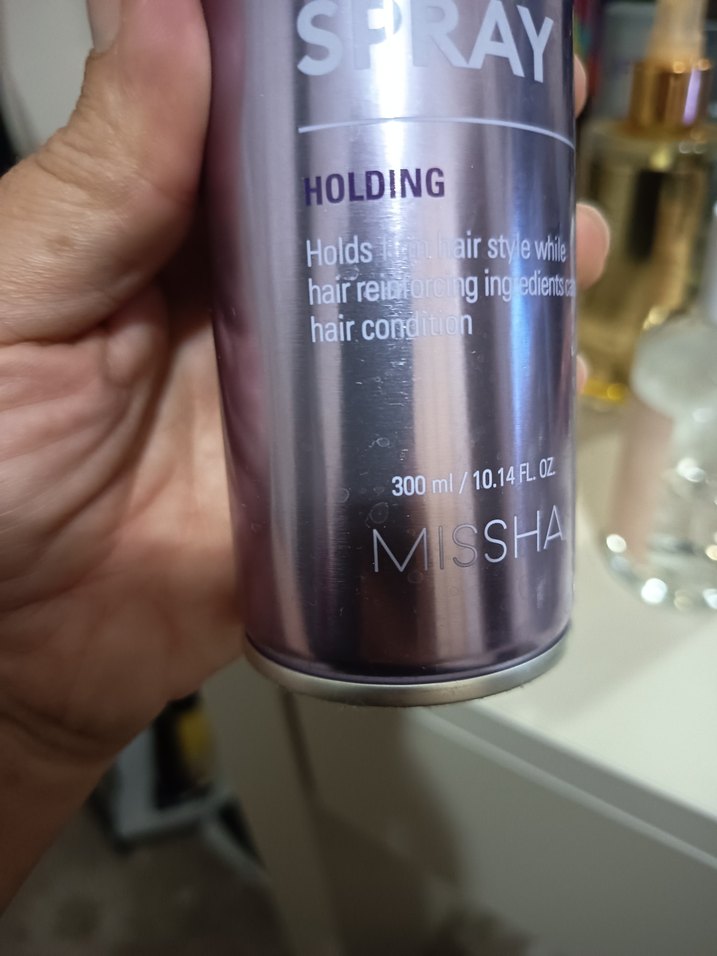 SPRAY
HOLDING
Holds hair style while
hair reinforcing ingredients
hair condition
300 ml / 10.14 FL. OZ.
MISSHA